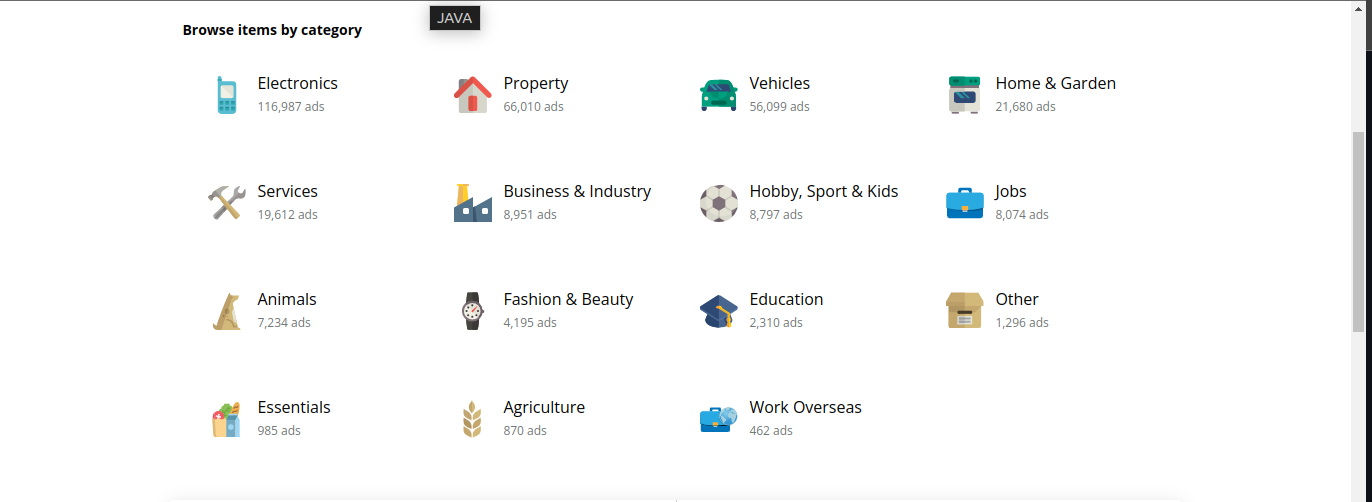 JAVA
Browse items by category
Electronics
116,987 ads
Property
66,010 ads
Vehicles
56,099 ads
Home & Garden
21,680 ads
Services
19,612 ads
Business & Industry
8,951 ads
Hobby, Sport & Kids
8,797 ads
Jobs
8,074 ads
Animals
7,234 ads
Fashion & Beauty
4,195 ads
Education
2,310 ads
Other
1,296 ads
Essentials
985 ads
Agriculture
870 ads
Work Overseas
462 ads